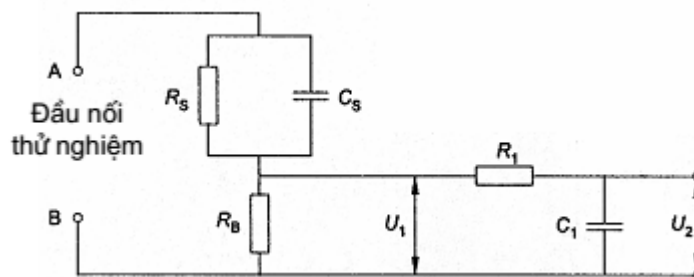 A
Đầu nối
thử nghiệm
B
R_S
C_S
R_B
U_1
R_1
C_1
U_2